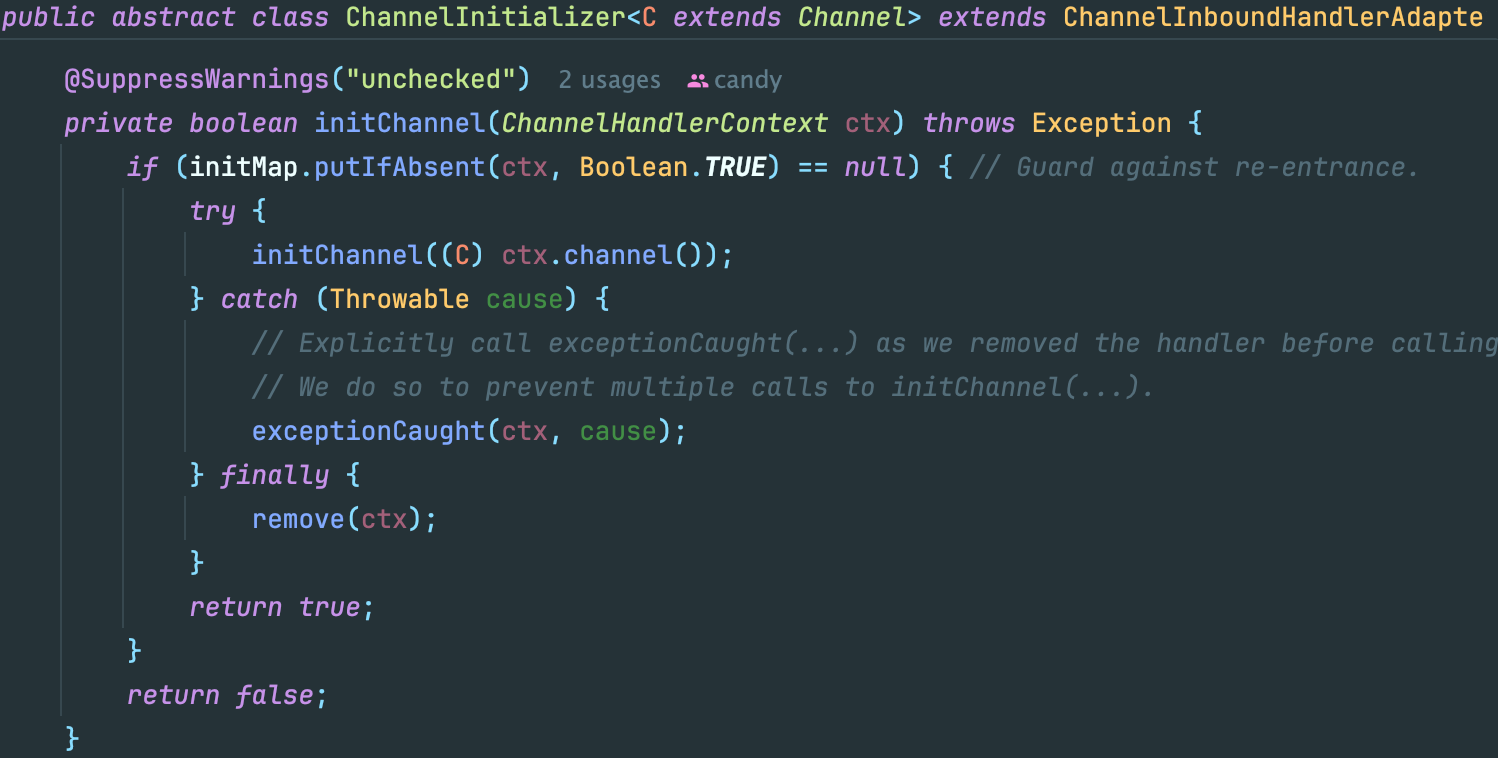 public abstract class ChannelInitializer<C extends Channel> extends ChannelInboundHandlerAdapte
@SuppressWarnings("unchecked") 2 usages candy
private boolean initChannel(ChannelHandlerContext ctx) throws Exception {
if (initMap.putIfAbsent(ctx, Boolean.TRUE) == null) { // Guard against re-entrance.
try {
initChannel((C) ctx.channel());
} catch (Throwable cause) {
// Explicitly call exceptionCaught(...) as we removed the handler before calling
// We do so to prevent multiple calls to initChannel(...).
exceptionCaught(ctx, cause);
} finally {
remove(ctx);
}
return true;
}
return false;
}